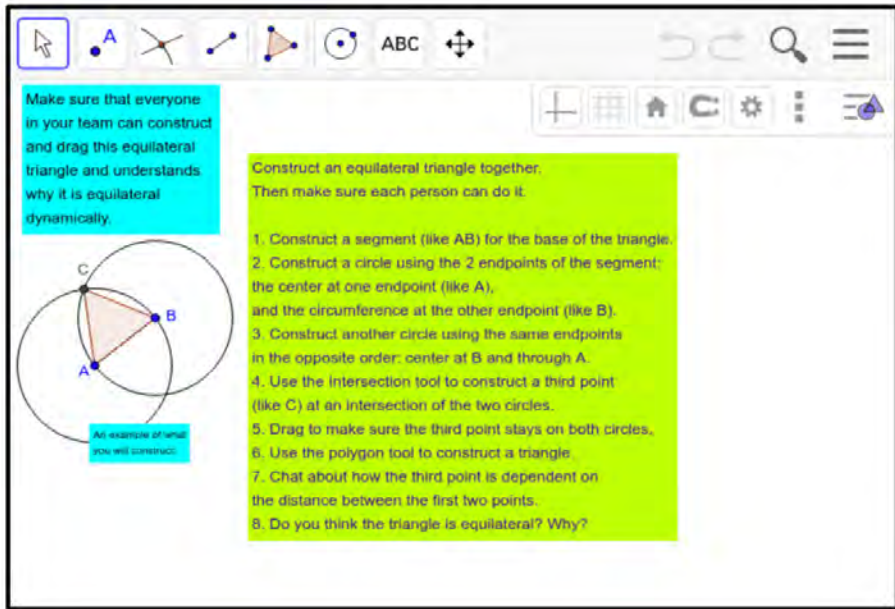 A
ABC
Make sure that everyone
in your team can construct
and drag this equilateral
triangle and understands
why it is equilateral
dynamically.
Construct an equilateral triangle together.
Then make sure each person can do it.
1. Construct a segment (like AB) for the base of the triangle.
2. Construct a circle using the 2 endpoints of the segment:
the center at one endpoint (like A),
and the circumference at the other endpoint (like B).
3. Construct another circle using the same endpoints
in the opposite order: center at B and through A.
4. Use the intersection tool to construct a third point
(like C) at an intersection of the two circles.
5. Drag to make sure the third point stays on both circles.
6. Use the polygon tool to construct a triangle.
7. Chat about how the third point is dependent on
the distance between the first two points.
8. Do you think the triangle is equilateral? Why?
C
B
A
An example of what
you will construct: